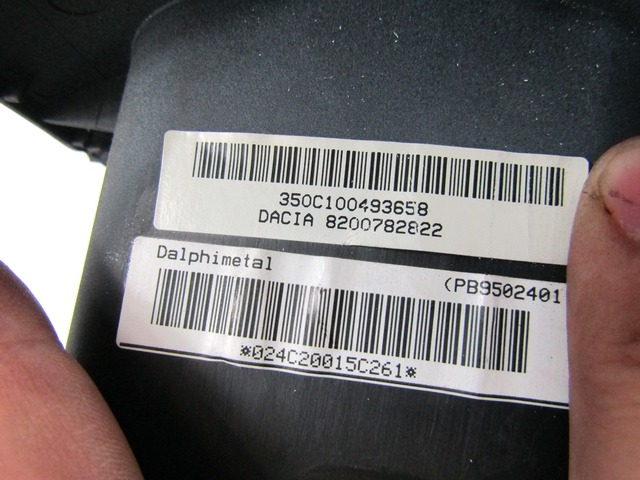 350C100493658
DACIA 8200782822
Dalphimetal
(PB9502401
*024C20015C261*